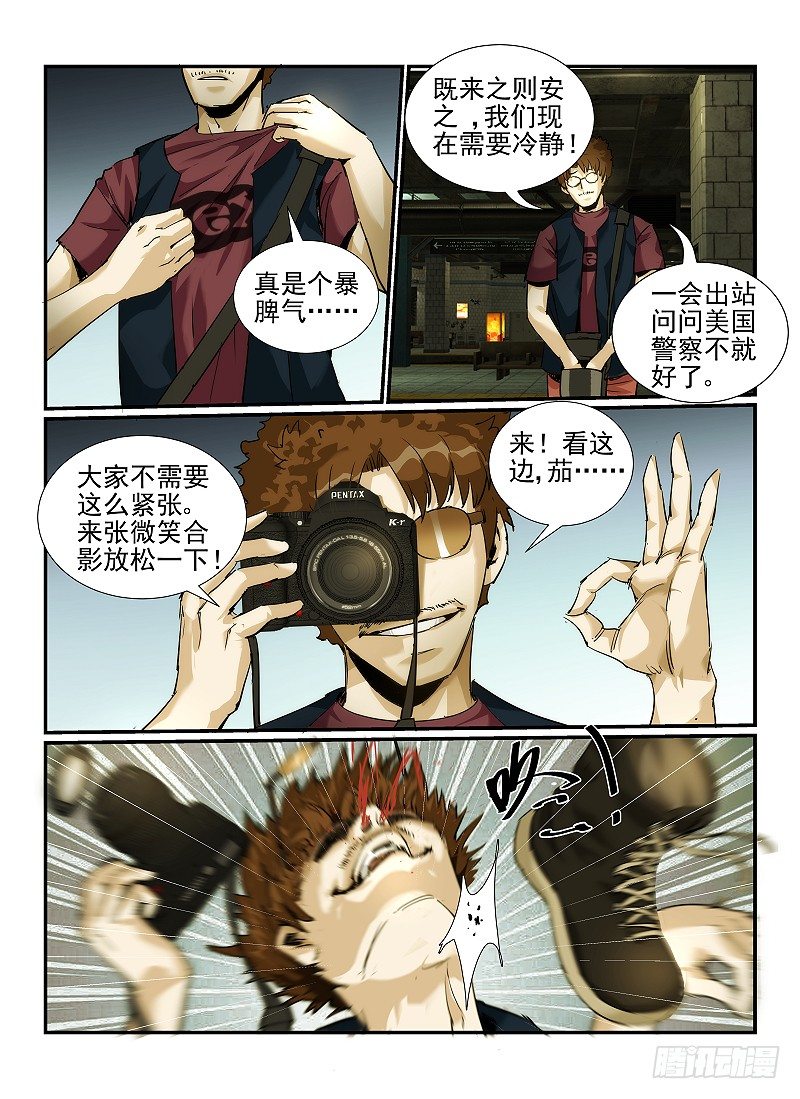 真是个暴
脾气……
既来之则安
之,我们现
在需要冷静!
一会出站
问问美国
警察不就
好了。
大家不需要
这么紧张。
来张微笑合
影放松一下!
来!看这
边,茄……
PENTAX
K-r
腾讯动漫